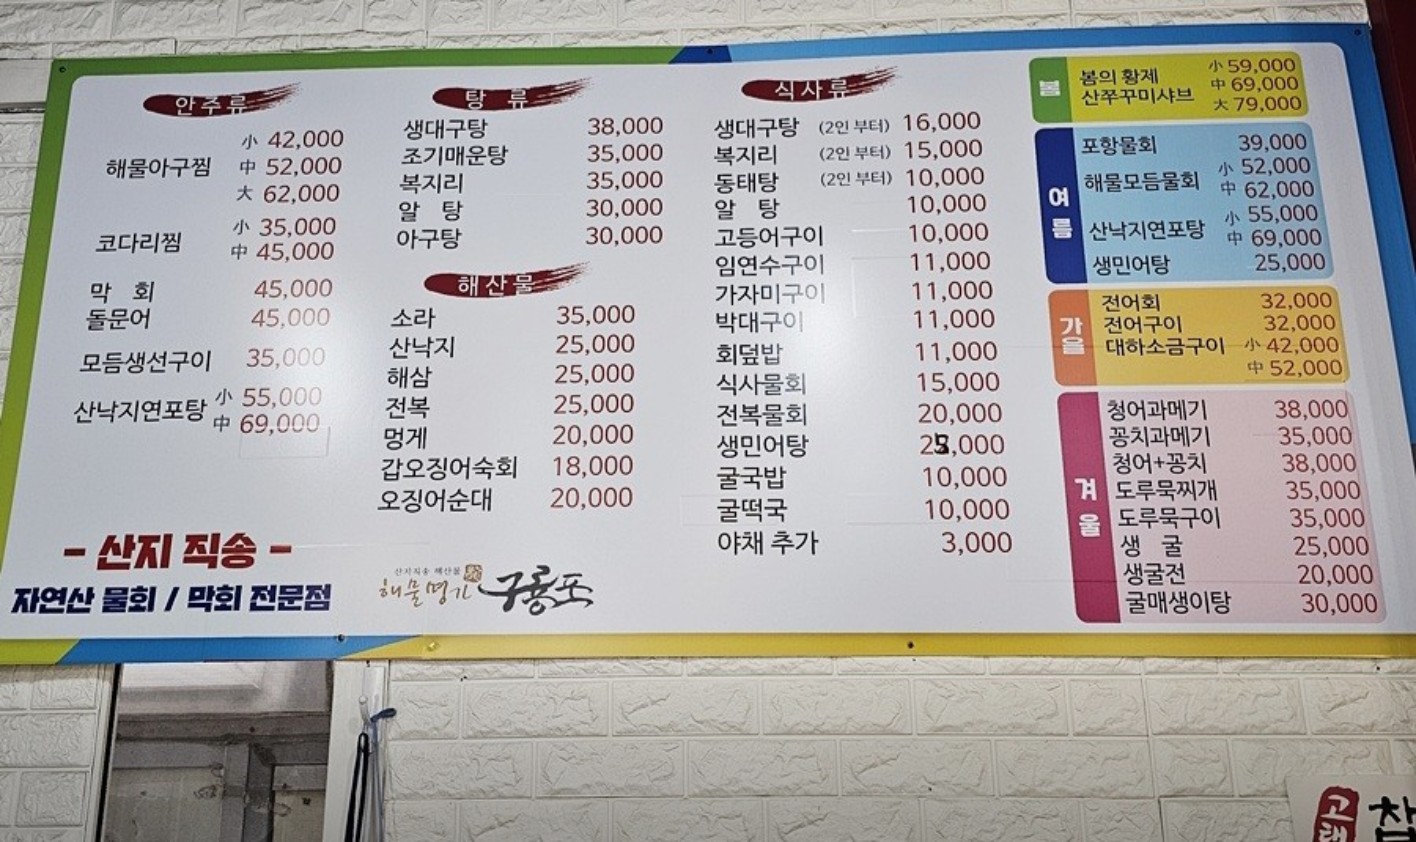 안주류
해물아구찜 小 42,000
中 52,000
大 62,000
코다리찜 小 35,000
中 45,000
막 회 45,000
돌문어 45,000
모듬생선구이 35,000
산낙지연포탕 小 55,000
中 69,000
- 산지 직송 -
자연산 물회 / 막회 전문점
탕 류
생대구탕 38,000
조기매운탕 35,000
복지리 35,000
알 탕 30,000
아구탕 30,000
해산물
소라 35,000
산낙지 25,000
해삼 25,000
전복 25,000
멍게 20,000
갑오징어숙회 18,000
오징어순대 20,000
산지직송 해산물
해물명가 구룡포
식사류
생대구탕 (2인 부터) 16,000
복지리 (2인 부터) 15,000
동태탕 (2인 부터) 10,000
알 탕 10,000
고등어구이 10,000
임연수구이 11,000
가자미구이 11,000
박대구이 11,000
회덮밥 11,000
식사물회 15,000
전복물회 20,000
생민어탕 25,000
굴국밥 10,000
굴떡국 10,000
야채 추가 3,000
봄
봄의 황제
산쭈꾸미샤브
小 59,000
中 69,000
大 79,000
여름
포항물회 39,000
해물모듬물회 小 52,000
中 62,000
산낙지연포탕 小 55,000
中 69,000
생민어탕 25,000
가을
전어회 32,000
전어구이 32,000
대하소금구이 小 42,000
中 52,000
겨울
청어과메기 38,000
꽁치과메기 35,000
청어+꽁치 38,000
도루묵찌개 35,000
도루묵구이 35,000
생 굴 25,000
생굴전 20,000
굴매생이탕 30,000